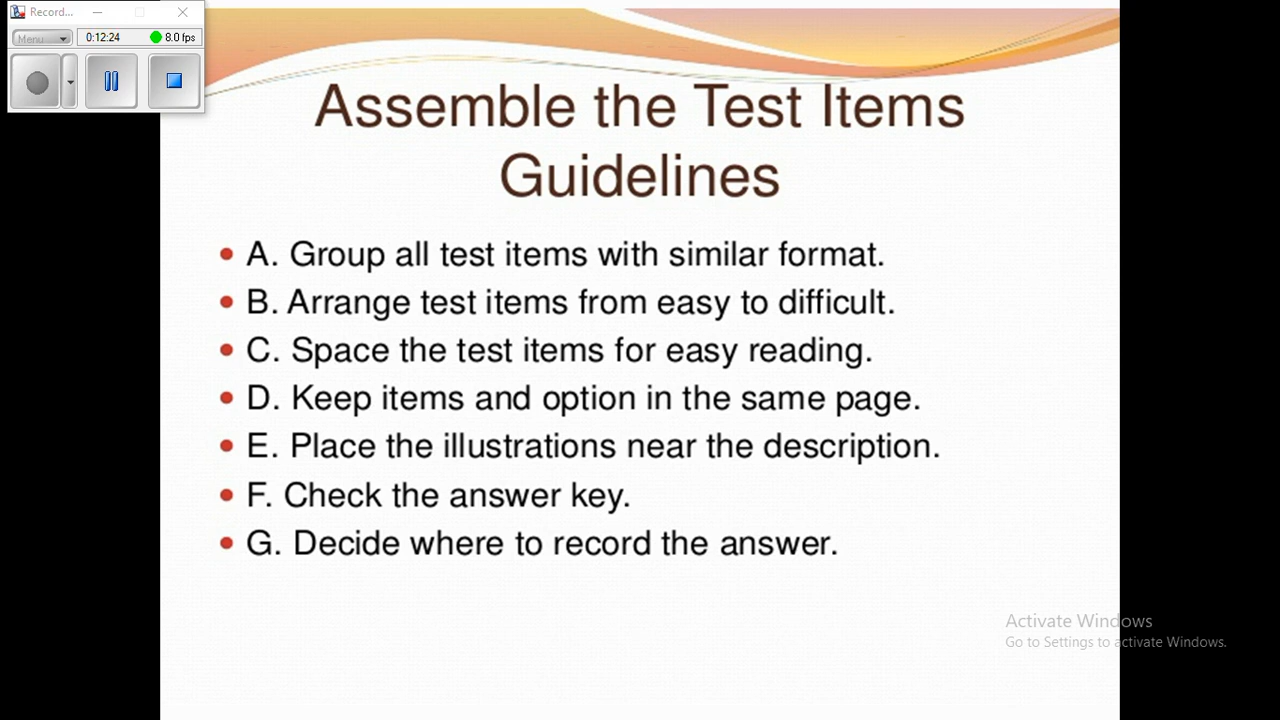 Record...
Menu
0:12:24
8.0 fps
Assemble the Test Items
Guidelines
• A. Group all test items with similar format.
• B. Arrange test items from easy to difficult.
• C. Space the test items for easy reading.
• D. Keep items and option in the same page.
• E. Place the illustrations near the description.
• F. Check the answer key.
• G. Decide where to record the answer.
Activate Windows
Go to Settings to activate Windows.